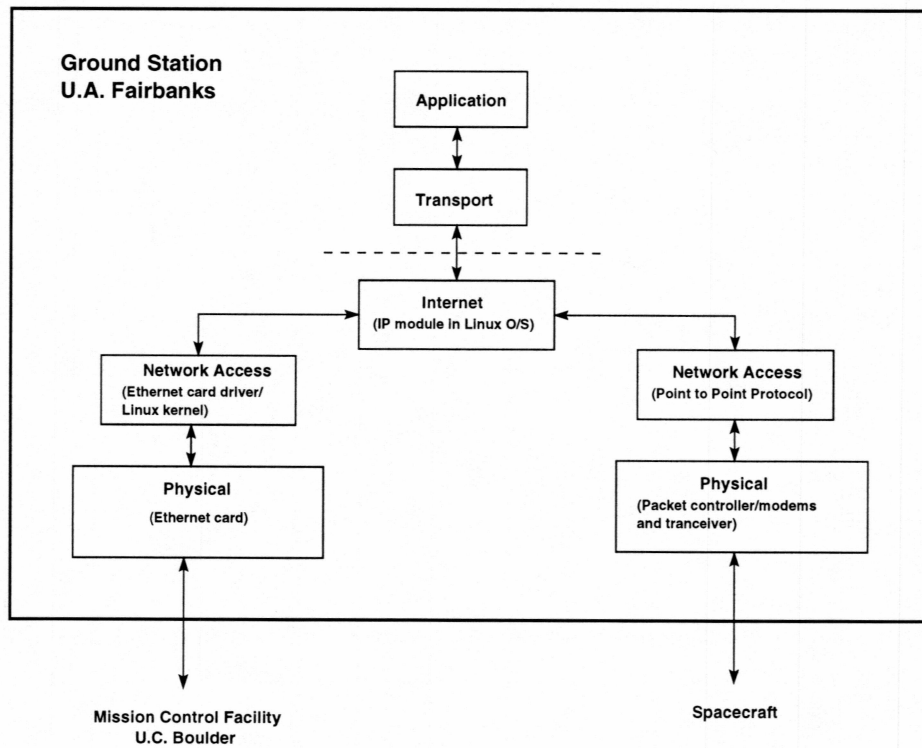 Ground Station
U.A. Fairbanks
Application
Transport
Internet
(IP module in Linux O/S)
Network Access
(Ethernet card driver/
Linux kernel)
Network Access
(Point to Point Protocol)
Physical
(Ethernet card)
Physical
(Packet controller/modems
and tranceiver)
Mission Control Facility
U.C. Boulder
Spacecraft